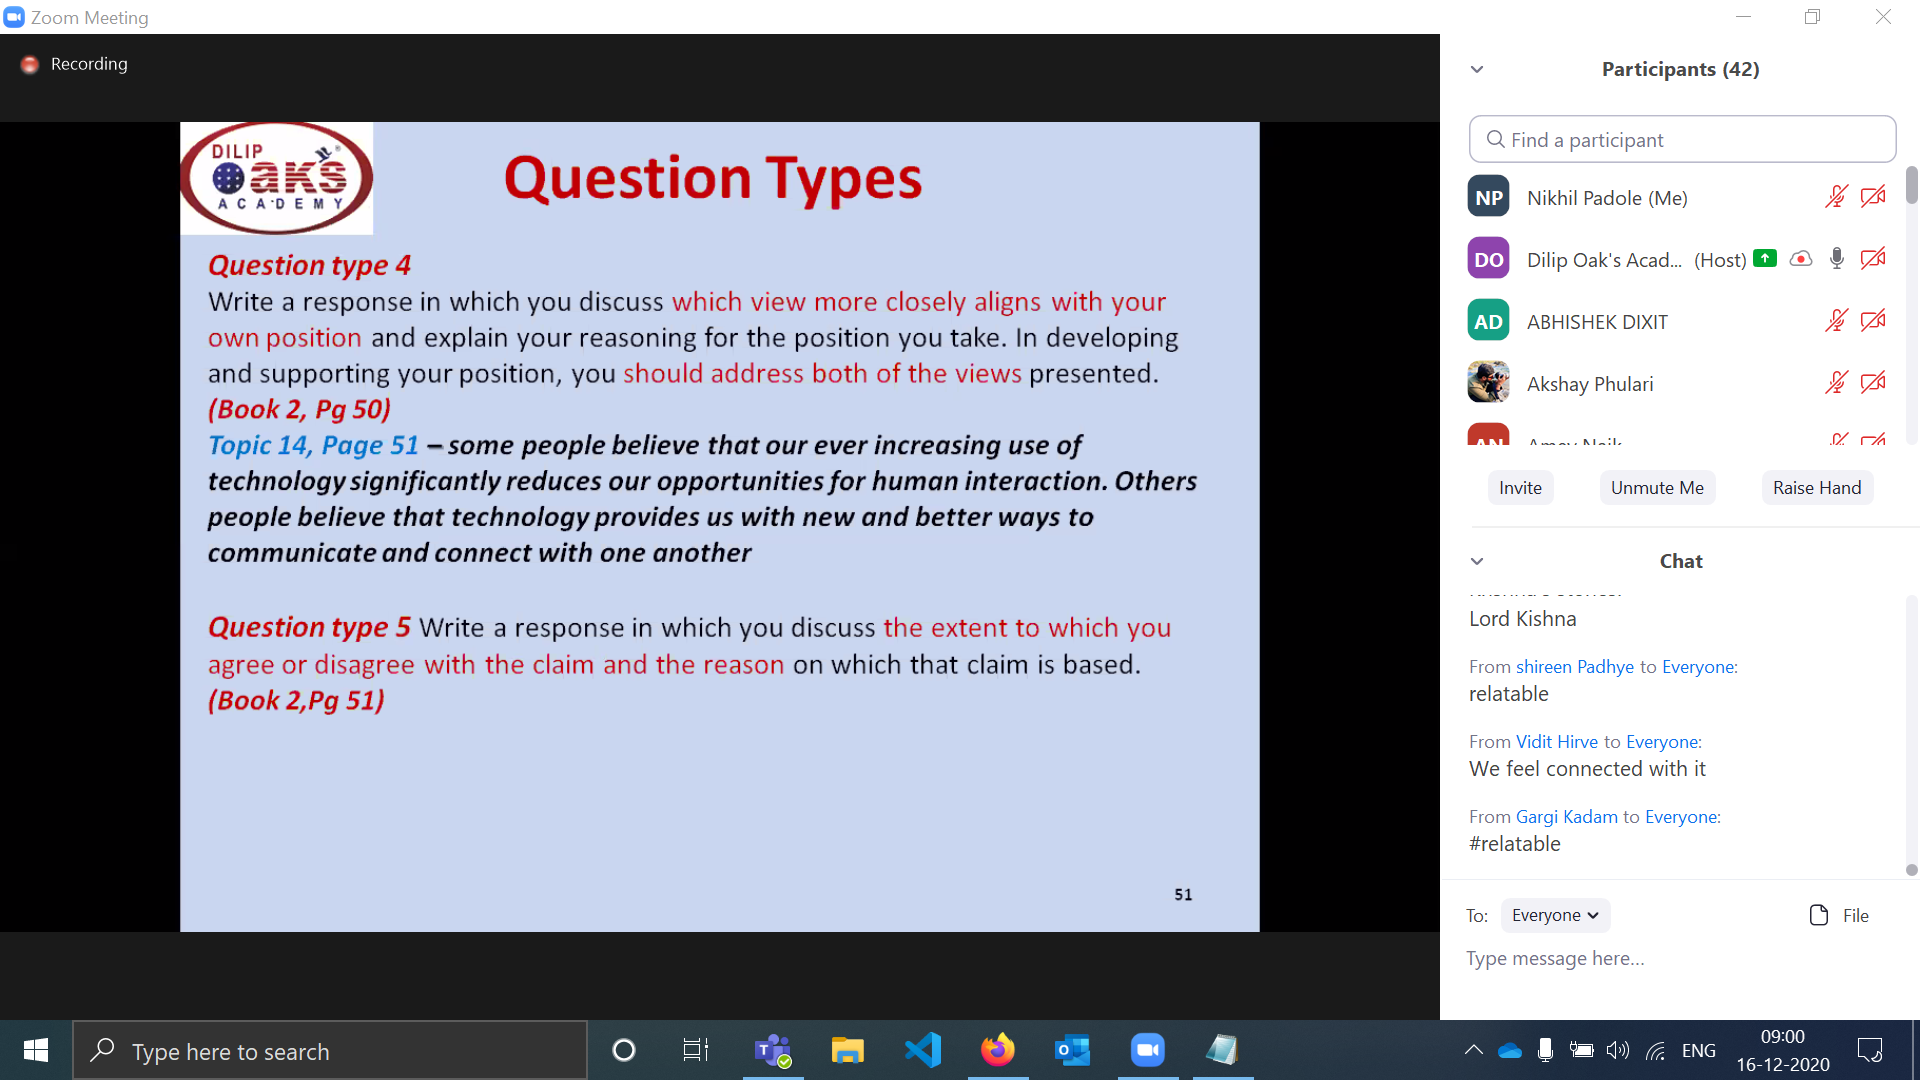 Zoom Meeting
Recording
DILIP
OAKS
ACADEMY
Question Types
Question type 4
Write a response in which you discuss which view more closely aligns with your
own position and explain your reasoning for the position you take. In developing
and supporting your position, you should address both of the views presented.
(Book 2, Pg 50)
Topic 14, Page 51 – some people believe that our ever increasing use of
technology significantly reduces our opportunities for human interaction. Others
people believe that technology provides us with new and better ways to
communicate and connect with one another
Question type 5 Write a response in which you discuss the extent to which you
agree or disagree with the claim and the reason on which that claim is based.
(Book 2,Pg 51)
51
Participants (42)
Find a participant
NP Nikhil Padole (Me)
DO Dilip Oak's Acad... (Host)
AD ABHISHEK DIXIT
Akshay Phulari
AN Amey Naik
Invite Unmute Me Raise Hand
Chat
Lord Kishna
From shireen Padhye to Everyone:
relatable
From Vidit Hirve to Everyone:
We feel connected with it
From Gargi Kadam to Everyone:
#relatable
To: Everyone File
Type message here...
Type here to search
ENG
09:00
16-12-2020